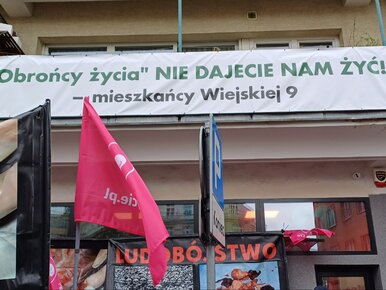 Obrońcy życia" NIE DAJECIE NAM ŻYĆ!
— mieszkańcy Wiejskiej 9
cie.pl
P
LUDOBÓJSTWO